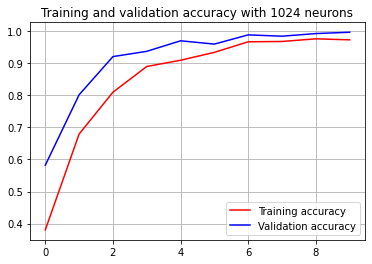 Training and validation accuracy with 1024 neurons
1.0
0.9
0.8
0.7
0.6
0.5
0.4
0 2 4 6 8
Training accuracy
Validation accuracy